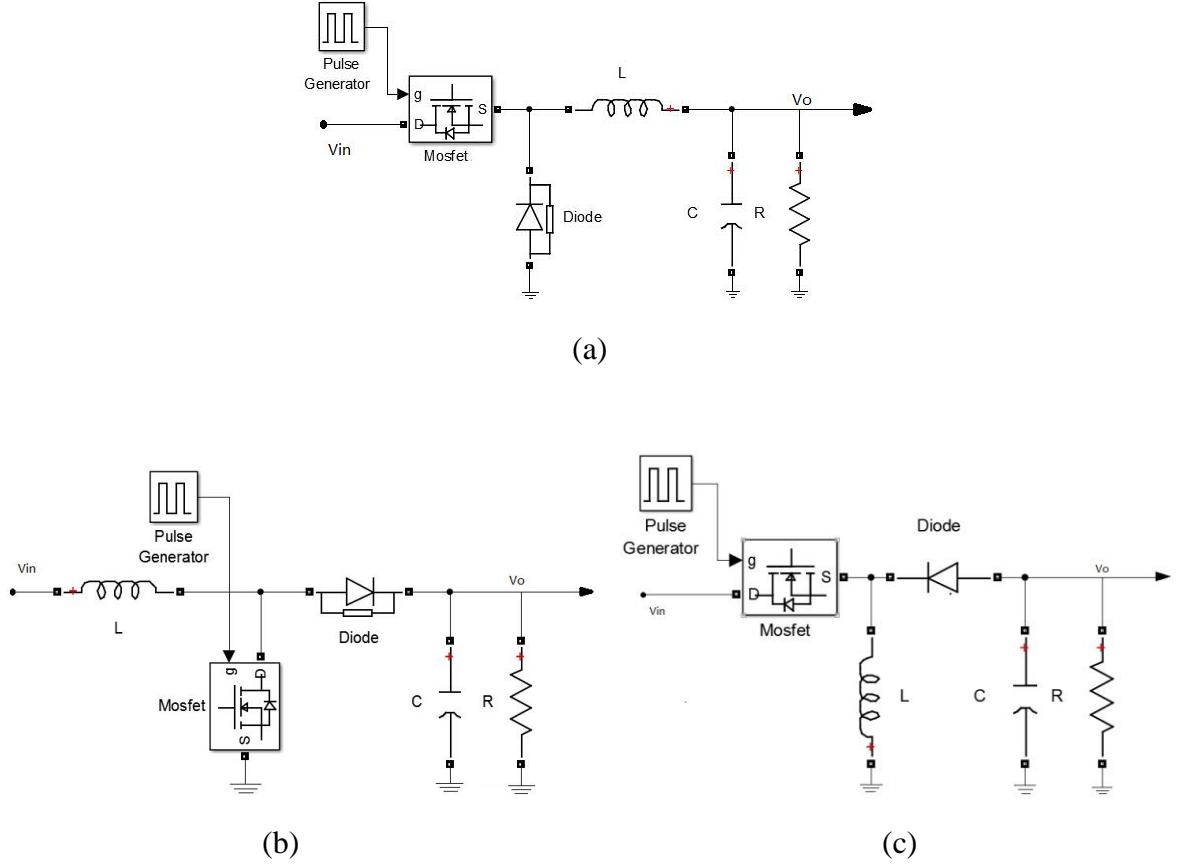 Pulse
Generator
g
S
D
Mosfet
Vin
L
Vo
Diode
C
R
(a)
Pulse
Generator
Vin
L
g
D
Mosfet
S
Diode
Vo
C
R
(b)
Pulse
Generator
g
S
D
Mosfet
Vin
Diode
Vo
L
C
R
(c)